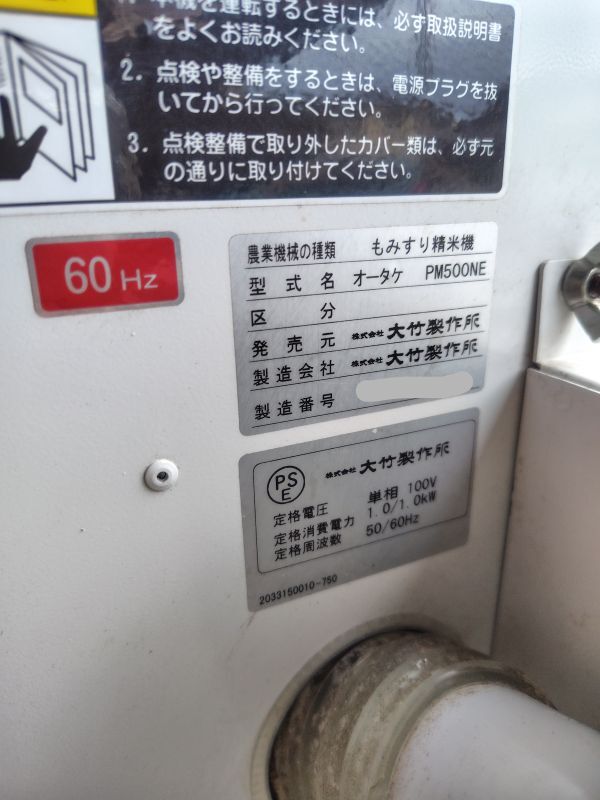 1. 本機を運転するときには、必ず取扱説明書
をよくお読みください。
2. 点検や整備をするときは、電源プラグを抜
いてから行ってください。
3. 点検整備で取り外したカバー類は、必ず元
の通りに取り付けてください。
60 Hz
農業機械の種類 もみすり精米機
型式名 オータケ PM500NE
区分
発売元 株式会社 大竹製作所
製造会社 株式会社 大竹製作所
製造番号
PSE 株式会社 大竹製作所
定格電圧 単相 100V
定格消費電力 1.0/1.0kW
定格周波数 50/60Hz
2033150010-750